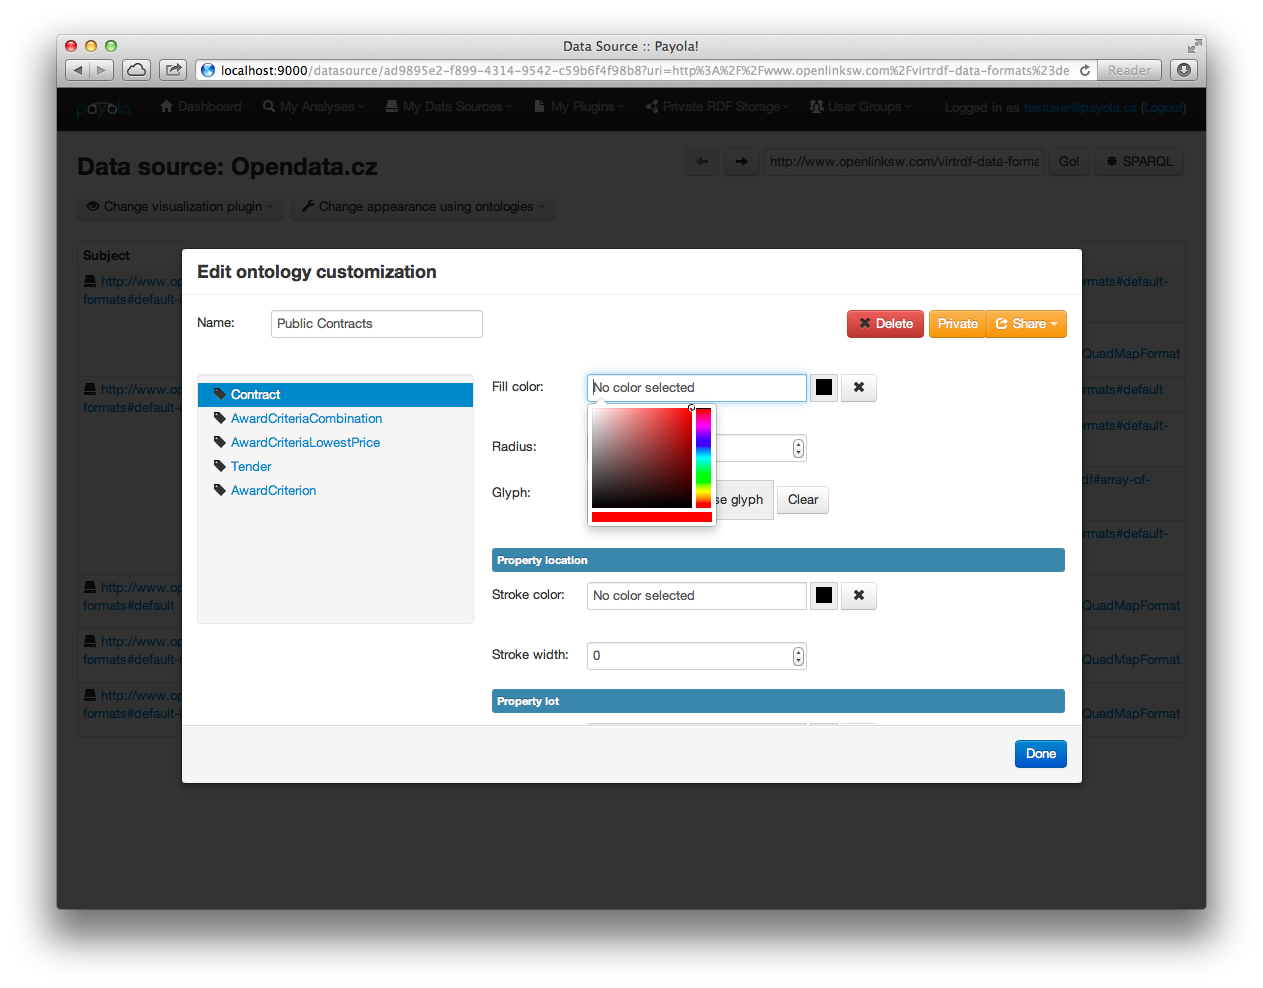 Data Source :: Payola!
localhost:9000/datasource/ad9895e2-f899-4314-9542-c59b6f4f98b8?uri=http%3A%2F%2Fwww.openlinksw.com%2Fvirtrdf-data-formats%23de
Reader
payola
Dashboard
My Analyses
My Data Sources
My Plugins
Private RDF Storage
User Groups
Logged in as testuser@payola.cz (Logout)
Data source: Opendata.cz
http://www.openlinksw.com/virtrdf-data-forma
Go!
SPARQL
Change visualization plugin
Change appearance using ontologies
Subject
http://www.op
formats#default-i
rmats#default-
QuadMapFormat
http://www.op
formats#default-i
rmats#default
rmats#default-
df#array-of-
rmats#default-
http://www.op
formats#default
QuadMapFormat
http://www.op
formats#default-n
QuadMapFormat
http://www.op
formats#default-i
QuadMapFormat
Edit ontology customization
Name:
Public Contracts
Delete
Private
Share
Contract
AwardCriteriaCombination
AwardCriteriaLowestPrice
Tender
AwardCriterion
Fill color:
No color selected
Radius:
Glyph:
se glyph
Clear
Property location
Stroke color:
No color selected
Stroke width:
0
Property lot
Done